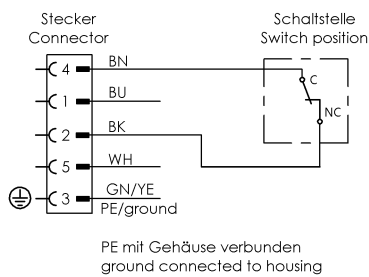 Stecker
Connector
Schaltstelle
Switch position
4 BN
1 BU
2 BK
5 WH
3 GN/YE
PE/ground
C
NC
PE mit Gehäuse verbunden
ground connected to housing